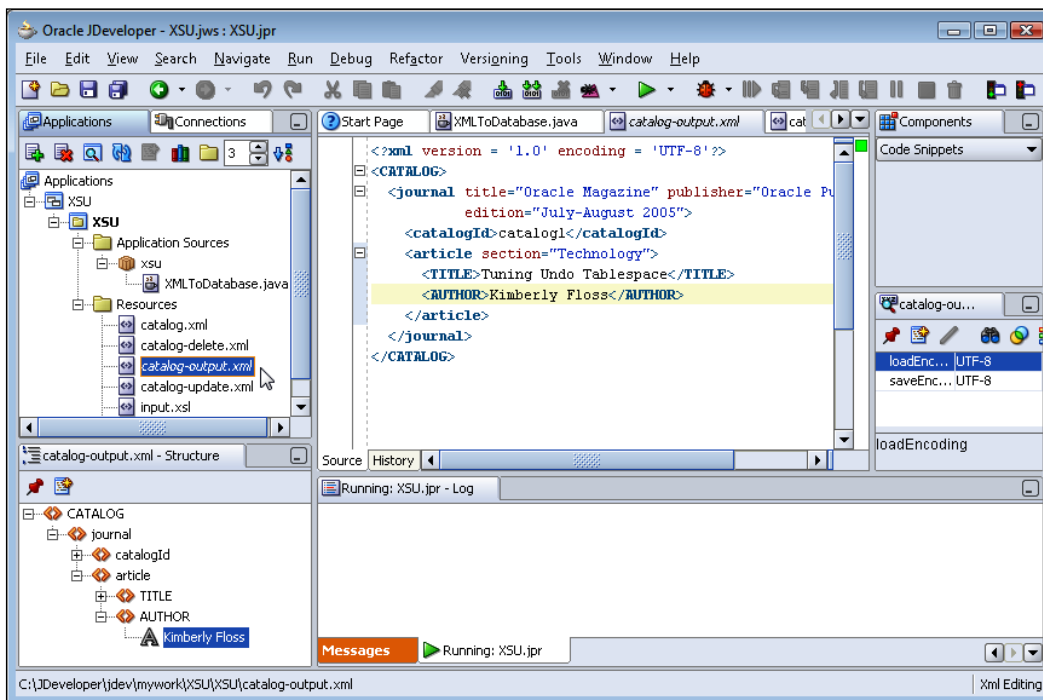 Oracle JDeveloper - XSU.jws : XSU.jpr
File Edit View Search Navigate Run Debug Refactor Versioning Tools Window Help
Applications Connections
3
Applications
XSU
XSU
Application Sources
xsu
XMLToDatabase.java
Resources
catalog.xml
catalog-delete.xml
catalog-output.xml
catalog-update.xml
input.xsl
Start Page XMLToDatabase.java catalog-output.xml cat
<?xml version = '1.0' encoding = 'UTF-8'?>
<CATALOG>
<journal title="Oracle Magazine" publisher="Oracle Pu
edition="July-August 2005">
<catalogId>catalog1</catalogId>
<article section="Technology">
<TITLE>Tuning Undo Tablespace</TITLE>
<AUTHOR>Kimberly Floss</AUTHOR>
</article>
</journal>
</CATALOG>
Source History
Components
Code Snippets
catalog-ou...
loadEnc... UTF-8
saveEnc... UTF-8
loadEncoding
catalog-output.xml - Structure
CATALOG
journal
catalogId
article
TITLE
AUTHOR
A Kimberly Floss
Running: XSU.jpr - Log
Messages Running: XSU.jpr
C:\JDeveloper\jdev\mywork\XSU\XSU\catalog-output.xml Xml Editing